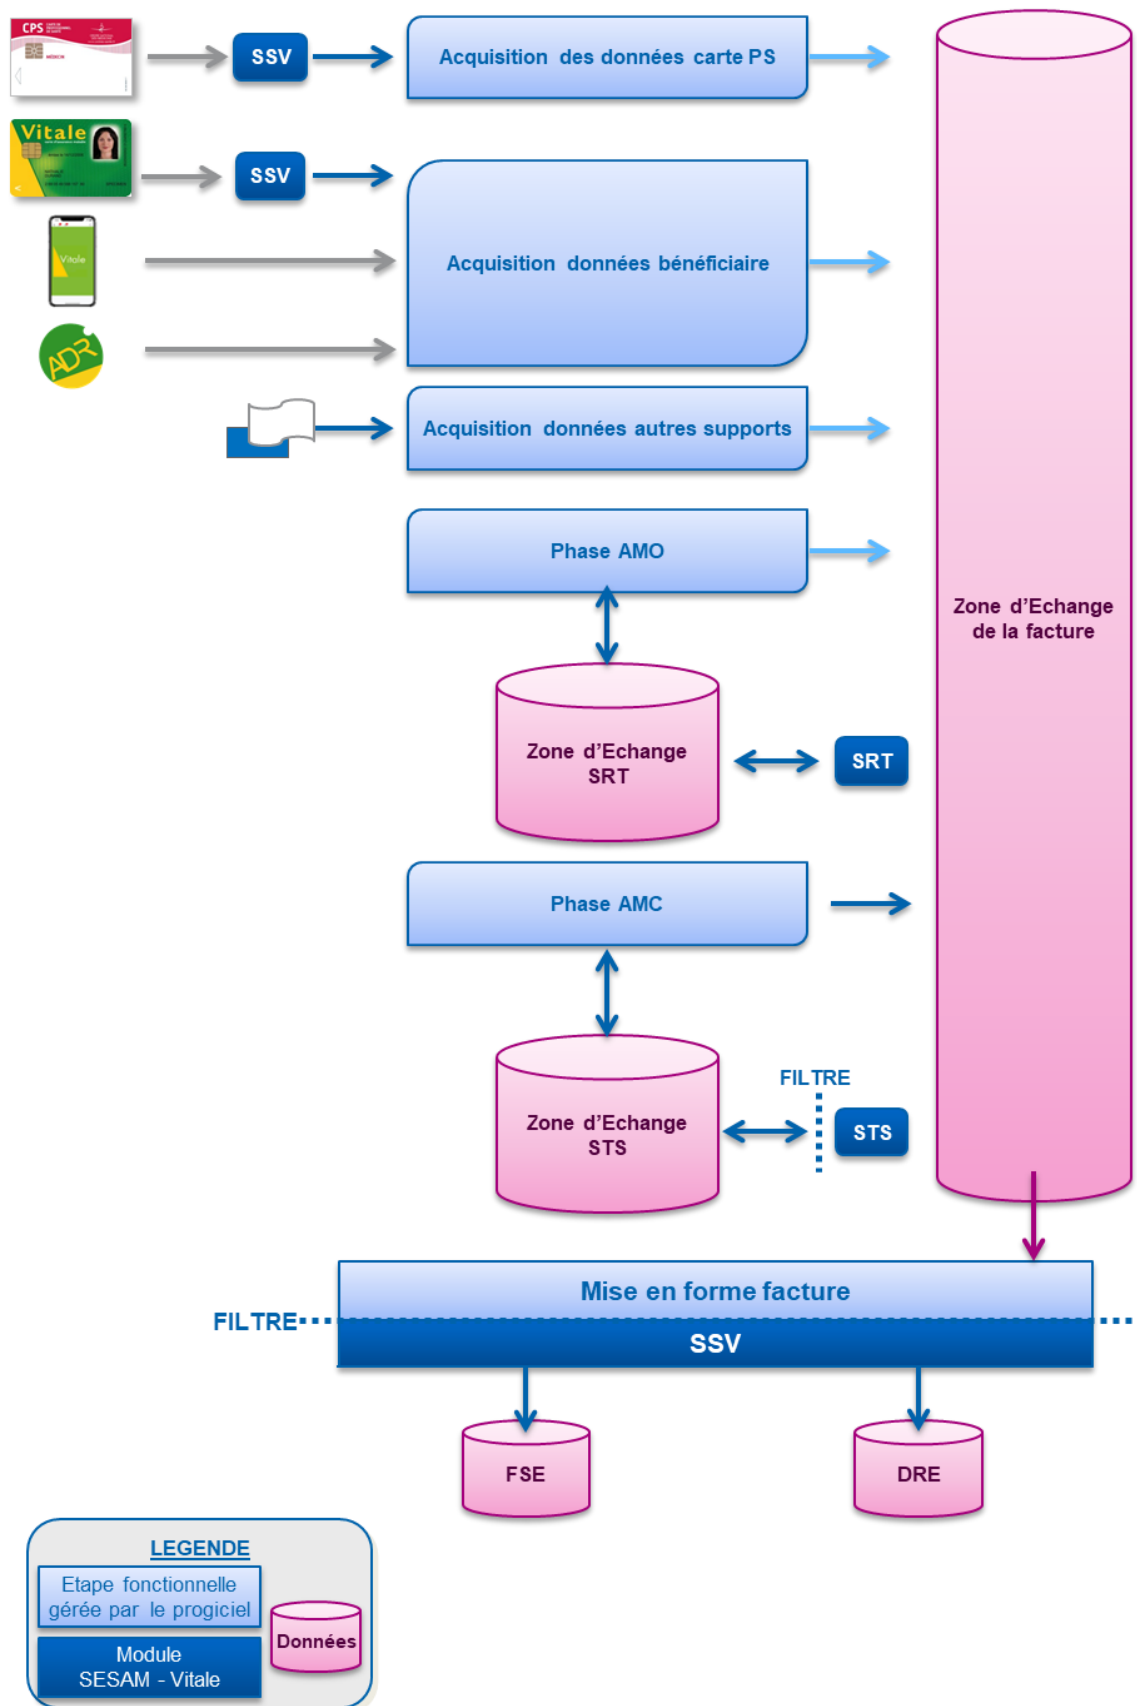 CPS
MÉDECIN
SSV
Acquisition des données carte PS
Vitale
SSV
Acquisition données bénéficiaire
Vitale
ADR
Acquisition données autres supports
Phase AMO
Zone d'Echange
de la facture
Zone d'Echange
SRT
SRT
Phase AMC
FILTRE
Zone d'Echange
STS
STS
Mise en forme facture
FILTRE
SSV
FSE
DRE
LEGENDE
Etape fonctionnelle
gérée par le progiciel
Données
Module
SESAM - Vitale